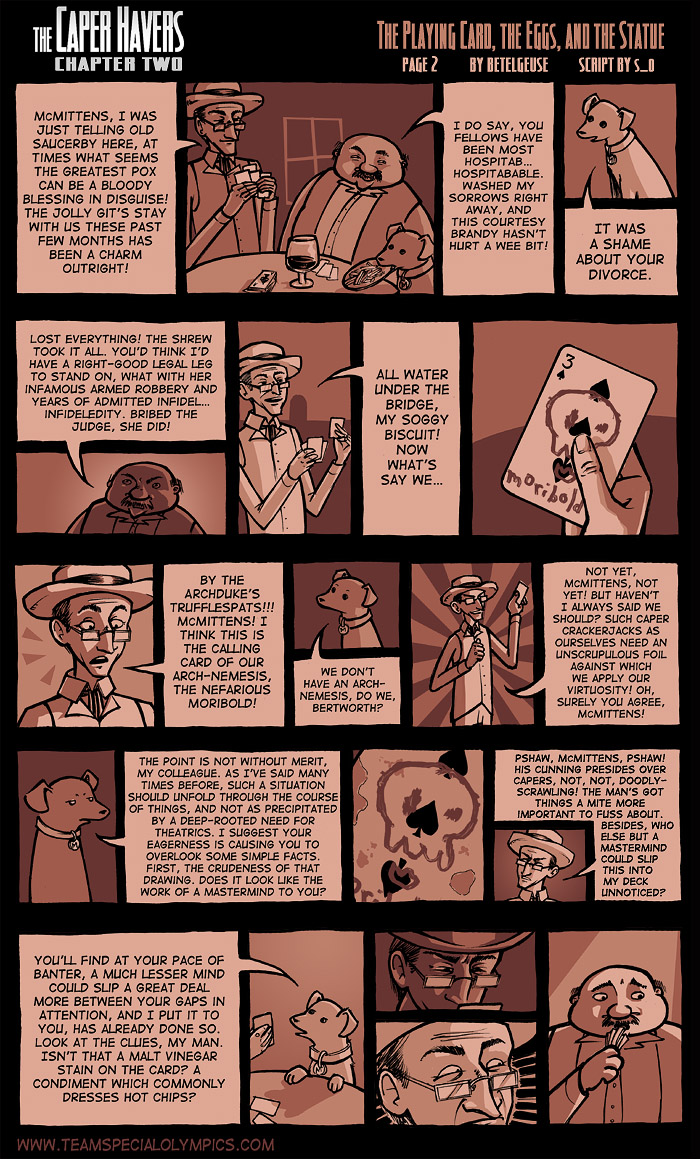 THE CAPER HAVERS
CHAPTER TWO
THE PLAYING CARD, THE EGGS, AND THE STATUE
PAGE 2 BY BETELGEUSE SCRIPT BY S_D
MCMITTENS, I WAS
JUST TELLING OLD
SAUCERBY HERE, AT
TIMES WHAT SEEMS
THE GREATEST POX
CAN BE A BLOODY
BLESSING IN DISGUISE!
THE JOLLY GIT'S STAY
WITH US THESE PAST
FEW MONTHS HAS
BEEN A CHARM
OUTRIGHT!
I DO SAY, YOU
FELLOWS HAVE
BEEN MOST
HOSPITAB...
HOSPITABABLE.
WASHED MY
SORROWS RIGHT
AWAY, AND
THIS COURTESY
BRANDY HASN'T
HURT A WEE BIT!
IT WAS
A SHAME
ABOUT YOUR
DIVORCE.
LOST EVERYTHING! THE SHREW
TOOK IT ALL. YOU'D THINK I'D
HAVE A RIGHT-GOOD LEGAL LEG
TO STAND ON, WHAT WITH HER
INFAMOUS ARMED ROBBERY AND
YEARS OF ADMITTED INFIDEL...
INFIDELEDITY. BRIBED THE
JUDGE, SHE DID!
ALL WATER
UNDER THE
BRIDGE,
MY SOGGY
BISCUIT!
NOW
WHAT'S
SAY WE...
3
moribold
BY THE
ARCHDUKE'S
TRUFFLESPATS!!!
MCMITTENS! I
THINK THIS IS
THE CALLING
CARD OF OUR
ARCH-NEMESIS,
THE NEFARIOUS
MORIBOLD!
WE DON'T
HAVE AN ARCH-
NEMESIS, DO WE,
BERTWORTH?
NOT YET,
MCMITTENS, NOT
YET! BUT HAVEN'T
I ALWAYS SAID WE
SHOULD? SUCH CAPER
CRACKERJACKS AS
OURSELVES NEED AN
UNSCRUPULOUS FOIL
AGAINST WHICH
WE APPLY OUR
VIRTUOSITY! OH,
SURELY YOU AGREE,
MCMITTENS!
THE POINT IS NOT WITHOUT MERIT,
MY COLLEAGUE. AS I'VE SAID MANY
TIMES BEFORE, SUCH A SITUATION
SHOULD UNFOLD THROUGH THE COURSE
OF THINGS, AND NOT AS PRECIPITATED
BY A DEEP-ROOTED NEED FOR
THEATRICS. I SUGGEST YOUR
EAGERNESS IS CAUSING YOU TO
OVERLOOK SOME SIMPLE FACTS.
FIRST, THE CRUDENESS OF THAT
DRAWING. DOES IT LOOK LIKE THE
WORK OF A MASTERMIND TO YOU?
PSHAW, MCMITTENS, PSHAW!
HIS CUNNING PRESIDES OVER
CAPERS, NOT, NOT, DOODLY-
SCRAWLING! THE MAN'S GOT
THINGS A MITE MORE
IMPORTANT TO FUSS ABOUT.
BESIDES, WHO
ELSE BUT A
MASTERMIND
COULD SLIP
THIS INTO
MY DECK
UNNOTICED?
YOU'LL FIND AT YOUR PACE OF
BANTER, A MUCH LESSER MIND
COULD SLIP A GREAT DEAL
MORE BETWEEN YOUR GAPS IN
ATTENTION, AND I PUT IT TO
YOU, HAS ALREADY DONE SO.
LOOK AT THE CLUES, MY MAN.
ISN'T THAT A MALT VINEGAR
STAIN ON THE CARD? A
CONDIMENT WHICH COMMONLY
DRESSES HOT CHIPS?
WWW.TEAMSPECIALOLYMPICS.COM